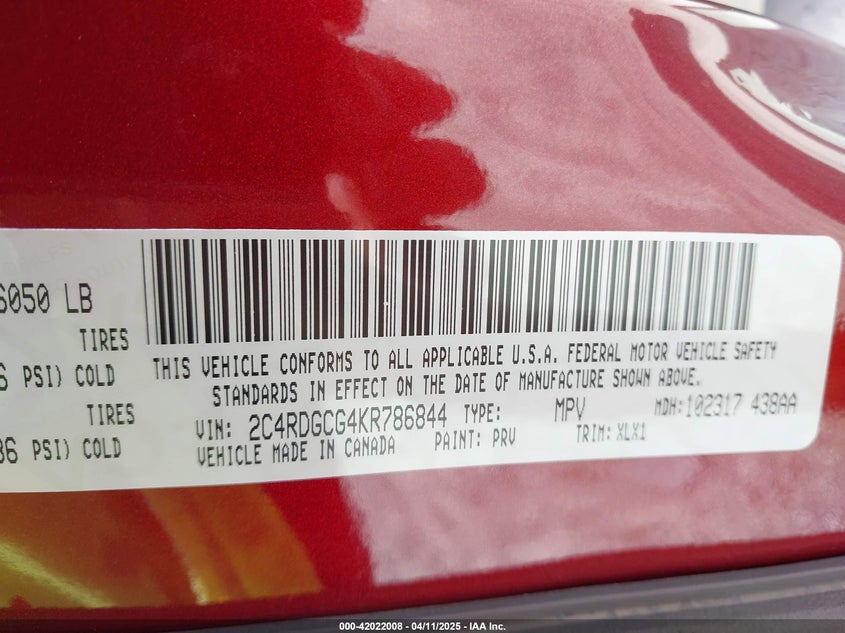 6050 LB
TIRES
6 PSI) COLD
TIRES
36 PSI) COLD
THIS VEHICLE CONFORMS TO ALL APPLICABLE U.S.A. FEDERAL MOTOR VEHICLE SAFETY
STANDARDS IN EFFECT ON THE DATE OF MANUFACTURE SHOWN ABOVE.
VIN: 2C4RDGCG4KR786844 TYPE: MPV MDH: 102317 438AA
VEHICLE MADE IN CANADA PAINT: PRV TRIM: XLX1
000-42022008 - 04/11/2025 - IAA Inc.